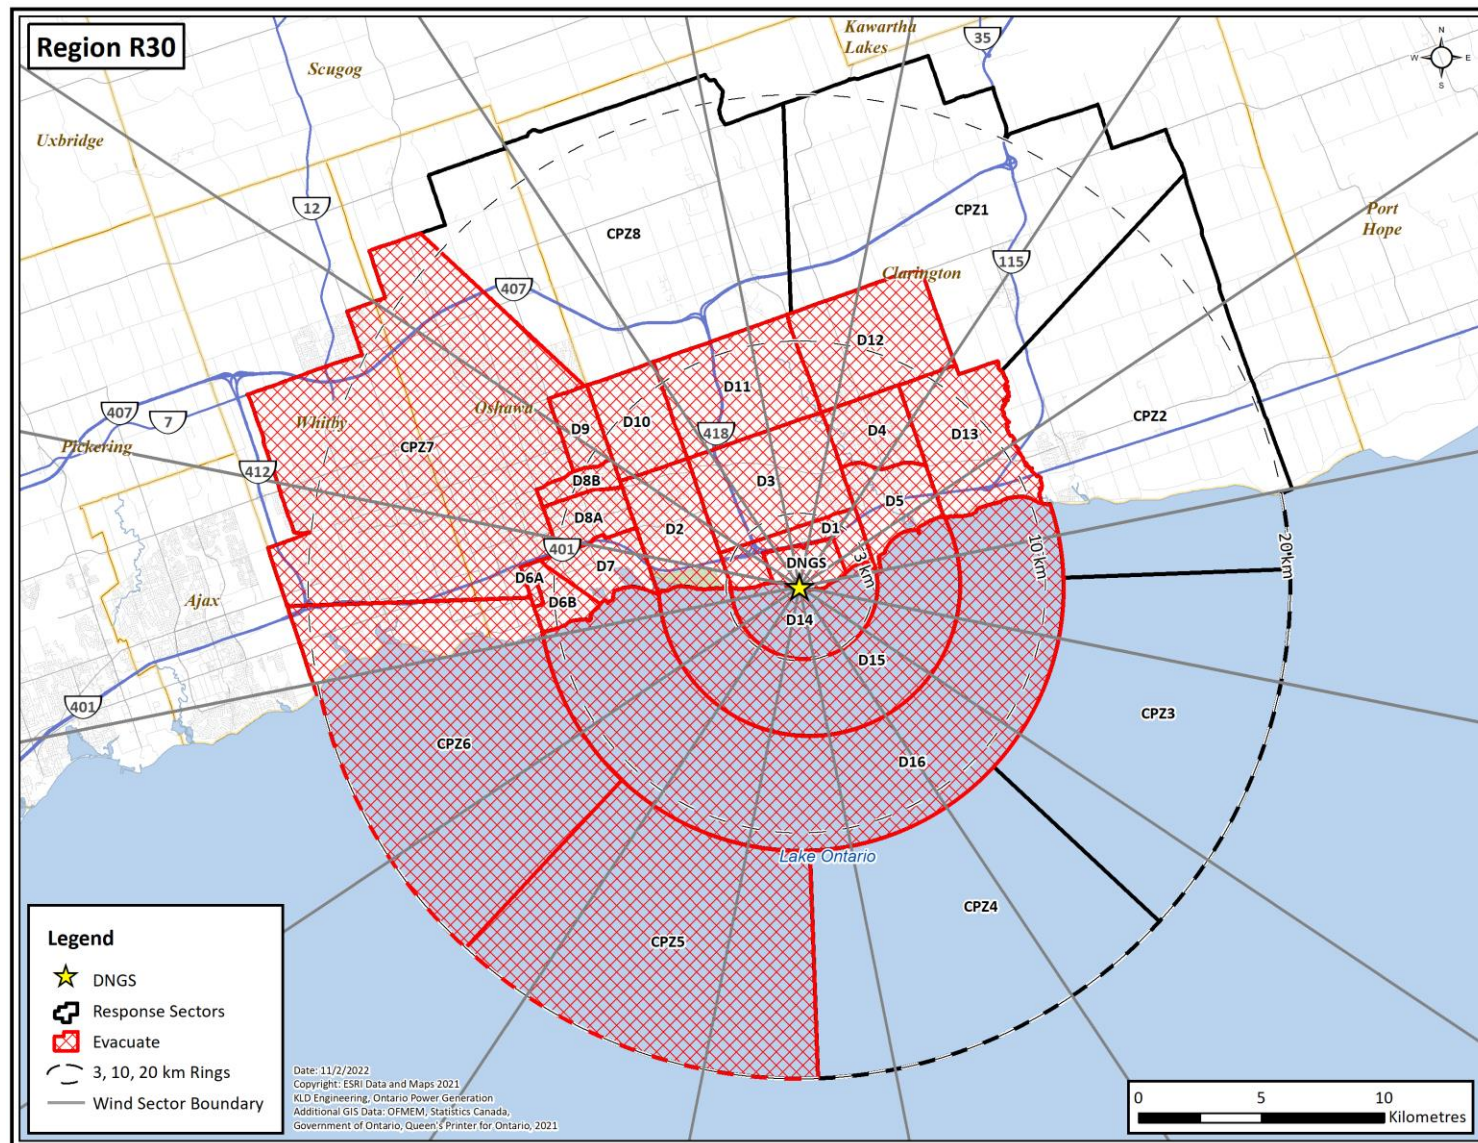 Region R30
Scugog
Kawartha
Lakes
35
N
W
E
S
Uxbridge
12
CPZ8
CPZ1
Port
Hope
115
Clarington
407
D12
D11
Whitby
Oshawa
407
7
Pickering
CPZ7
412
D9
D10
418
D4
D13
CPZ2
D8B
D3
D8A
D2
D5
D1
401
D7
DNGS
3 km
10 km
20 km
D6A
D6B
Ajax
D14
D15
401
CPZ6
CPZ3
D16
Lake Ontario
CPZ5
CPZ4
Legend
DNGS
Response Sectors
Evacuate
3, 10, 20 km Rings
Wind Sector Boundary
Date: 11/2/2022
Copyright: ESRI Data and Maps 2021
KLD Engineering, Ontario Power Generation
Additional GIS Data: OFMEM, Statistics Canada,
Government of Ontario, Queen's Printer for Ontario, 2021
0 5 10
Kilometres